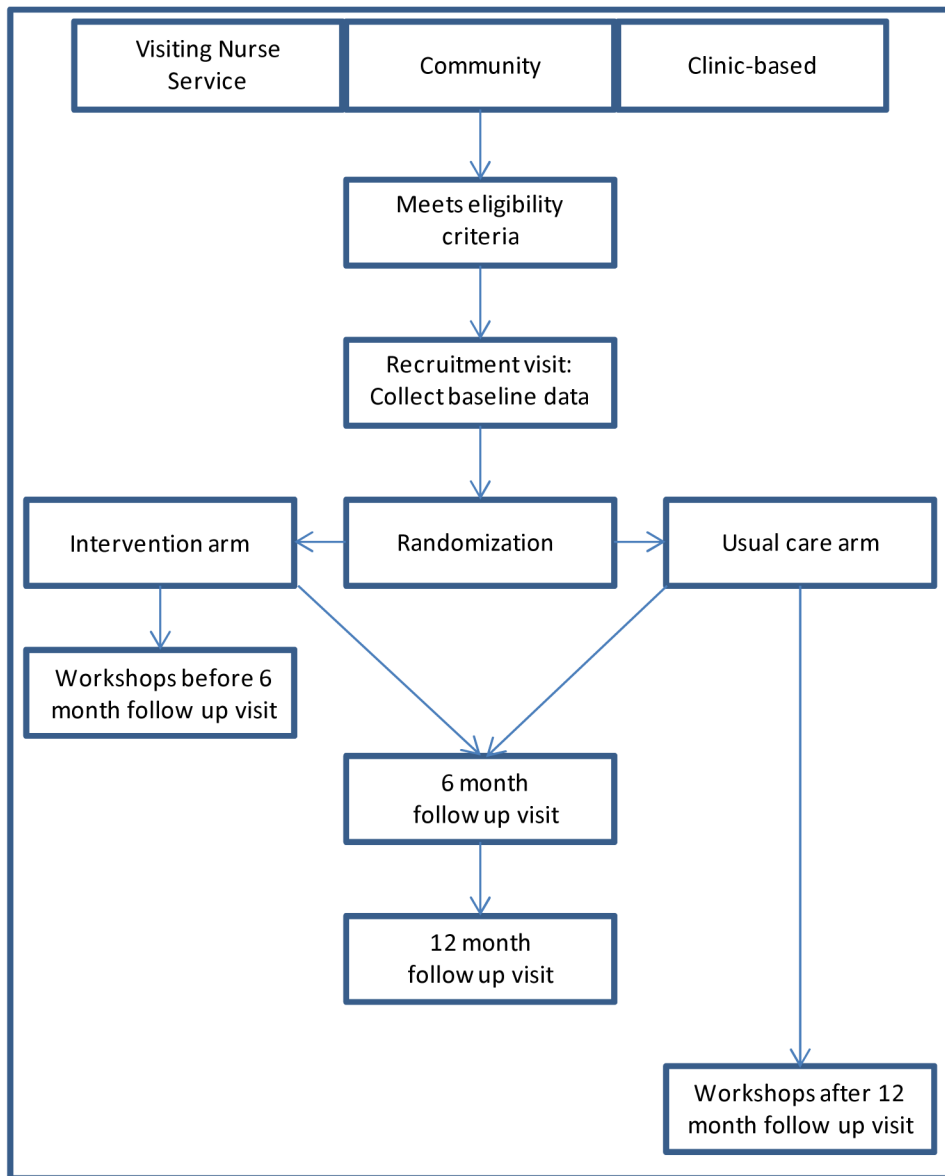 Visiting Nurse
Service
Community
Clinic-based
Meets eligibility
criteria
Recruitment visit:
Collect baseline data
Intervention arm
Randomization
Usual care arm
Workshops before 6
month follow up visit
6 month
follow up visit
12 month
follow up visit
Workshops after 12
month follow up visit